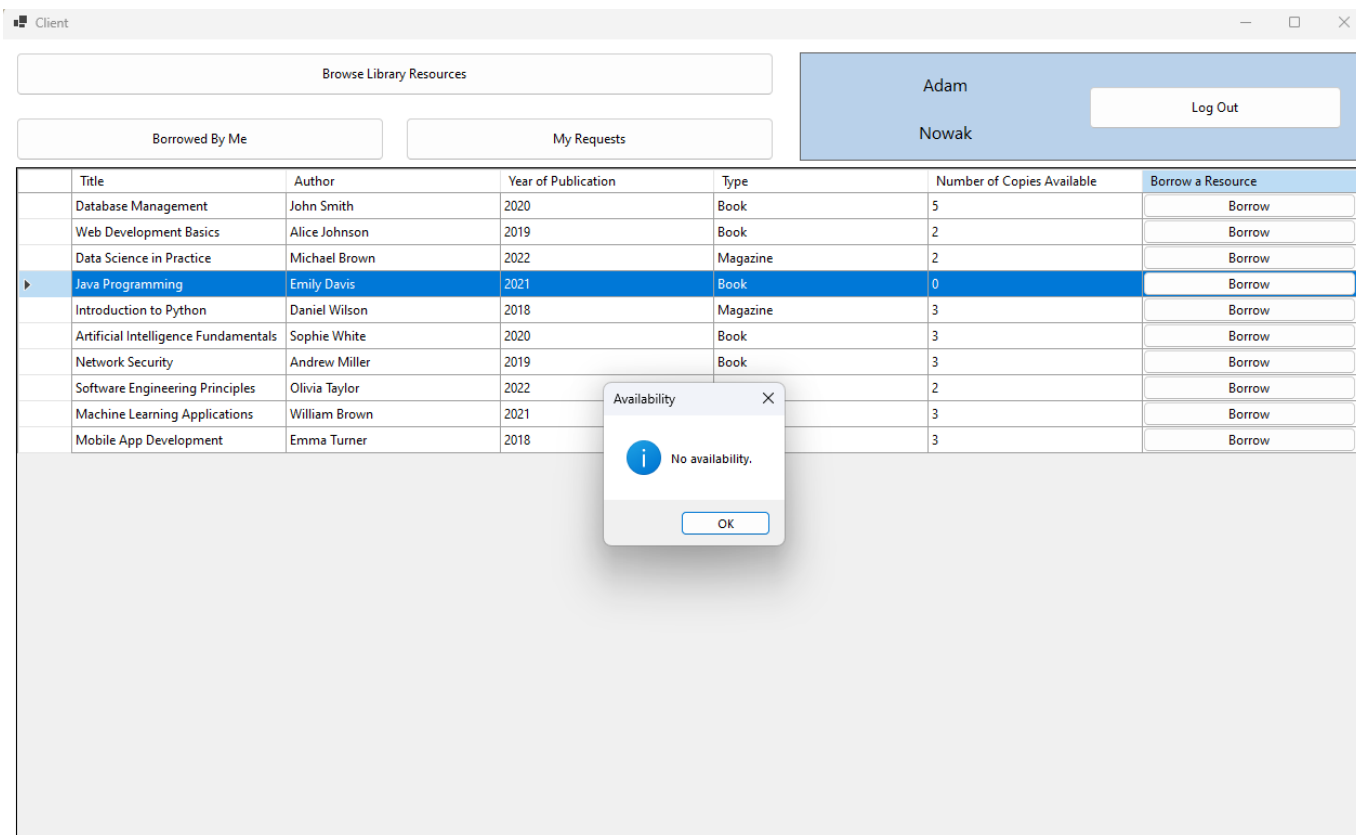 Client
Browse Library Resources
Adam
Log Out
Nowak
Borrowed By Me My Requests
Title Author Year of Publication Type Number of Copies Available Borrow a Resource
Database Management John Smith 2020 Book 5 Borrow
Web Development Basics Alice Johnson 2019 Book 2 Borrow
Data Science in Practice Michael Brown 2022 Magazine 2 Borrow
Java Programming Emily Davis 2021 Book 0 Borrow
Introduction to Python Daniel Wilson 2018 Magazine 3 Borrow
Artificial Intelligence Fundamentals Sophie White 2020 Book 3 Borrow
Network Security Andrew Miller 2019 Book 3 Borrow
Software Engineering Principles Olivia Taylor 2022 2 Borrow
Machine Learning Applications William Brown 2021 3 Borrow
Mobile App Development Emma Turner 2018 3 Borrow
Availability
No availability.
OK